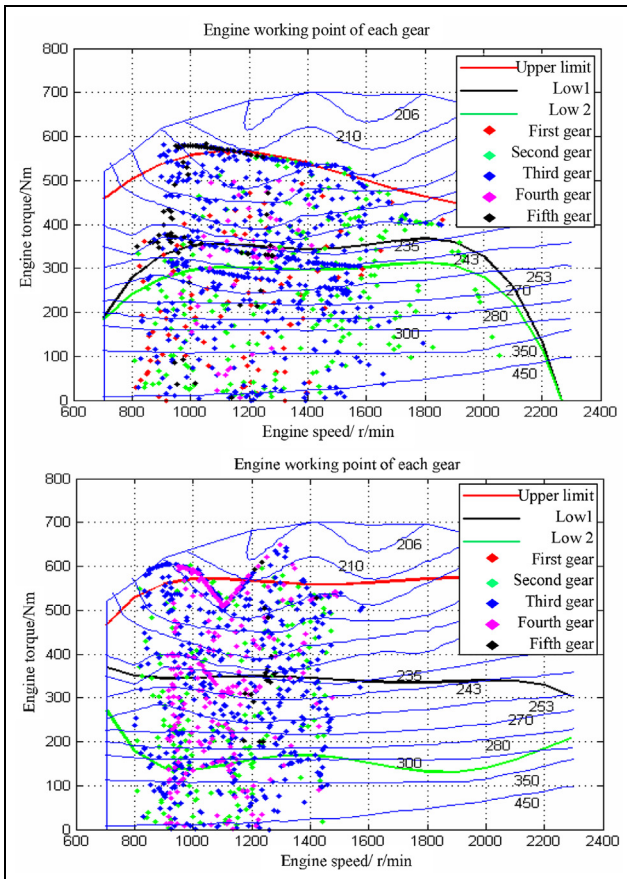 Engine working point of each gear
800
700
600
500
400
300
200
100
0
Engine torque/Nm
600 800 1000 1200 1400 1600 1800 2000 2200 2400
Engine speed/ r/min
Upper limit
Low1
Low 2
First gear
Second gear
Third gear
Fourth gear
Fifth gear
206
210
235
243
253
270
280
300
350
450
Engine working point of each gear
800
700
600
500
400
300
200
100
0
Engine torque/Nm
600 800 1000 1200 1400 1600 1800 2000 2200 2400
Engine speed/ r/min
Upper limit
Low1
Low 2
First gear
Second gear
Third gear
Fourth gear
Fifth gear
206
210
235
243
253
270
280
300
350
450